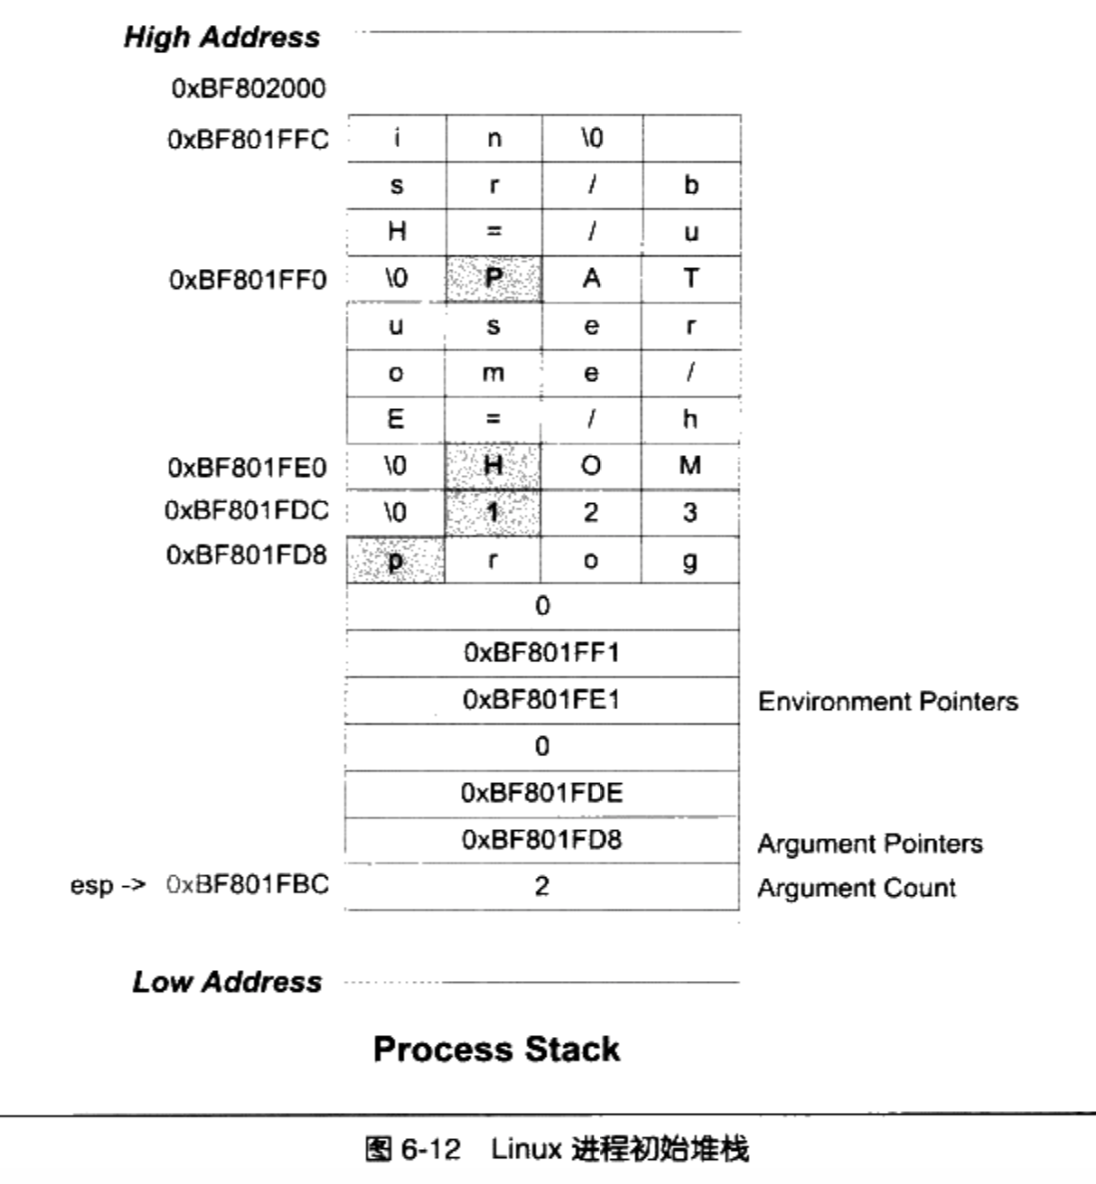 High Address
0xBF802000
0xBF801FFC i n \0
s r / b
H = / u
0xBF801FF0 \0 P A T
u s e r
o m e /
E = / h
0xBF801FE0 \0 H O M
0xBF801FDC \0 1 2 3
0xBF801FD8 p r o g
0
0xBF801FF1
0xBF801FE1 Environment Pointers
0
0xBF801FDE
0xBF801FD8 Argument Pointers
esp -> 0xBF801FBC 2 Argument Count
Low Address
Process Stack
图 6-12 Linux 进程初始堆栈